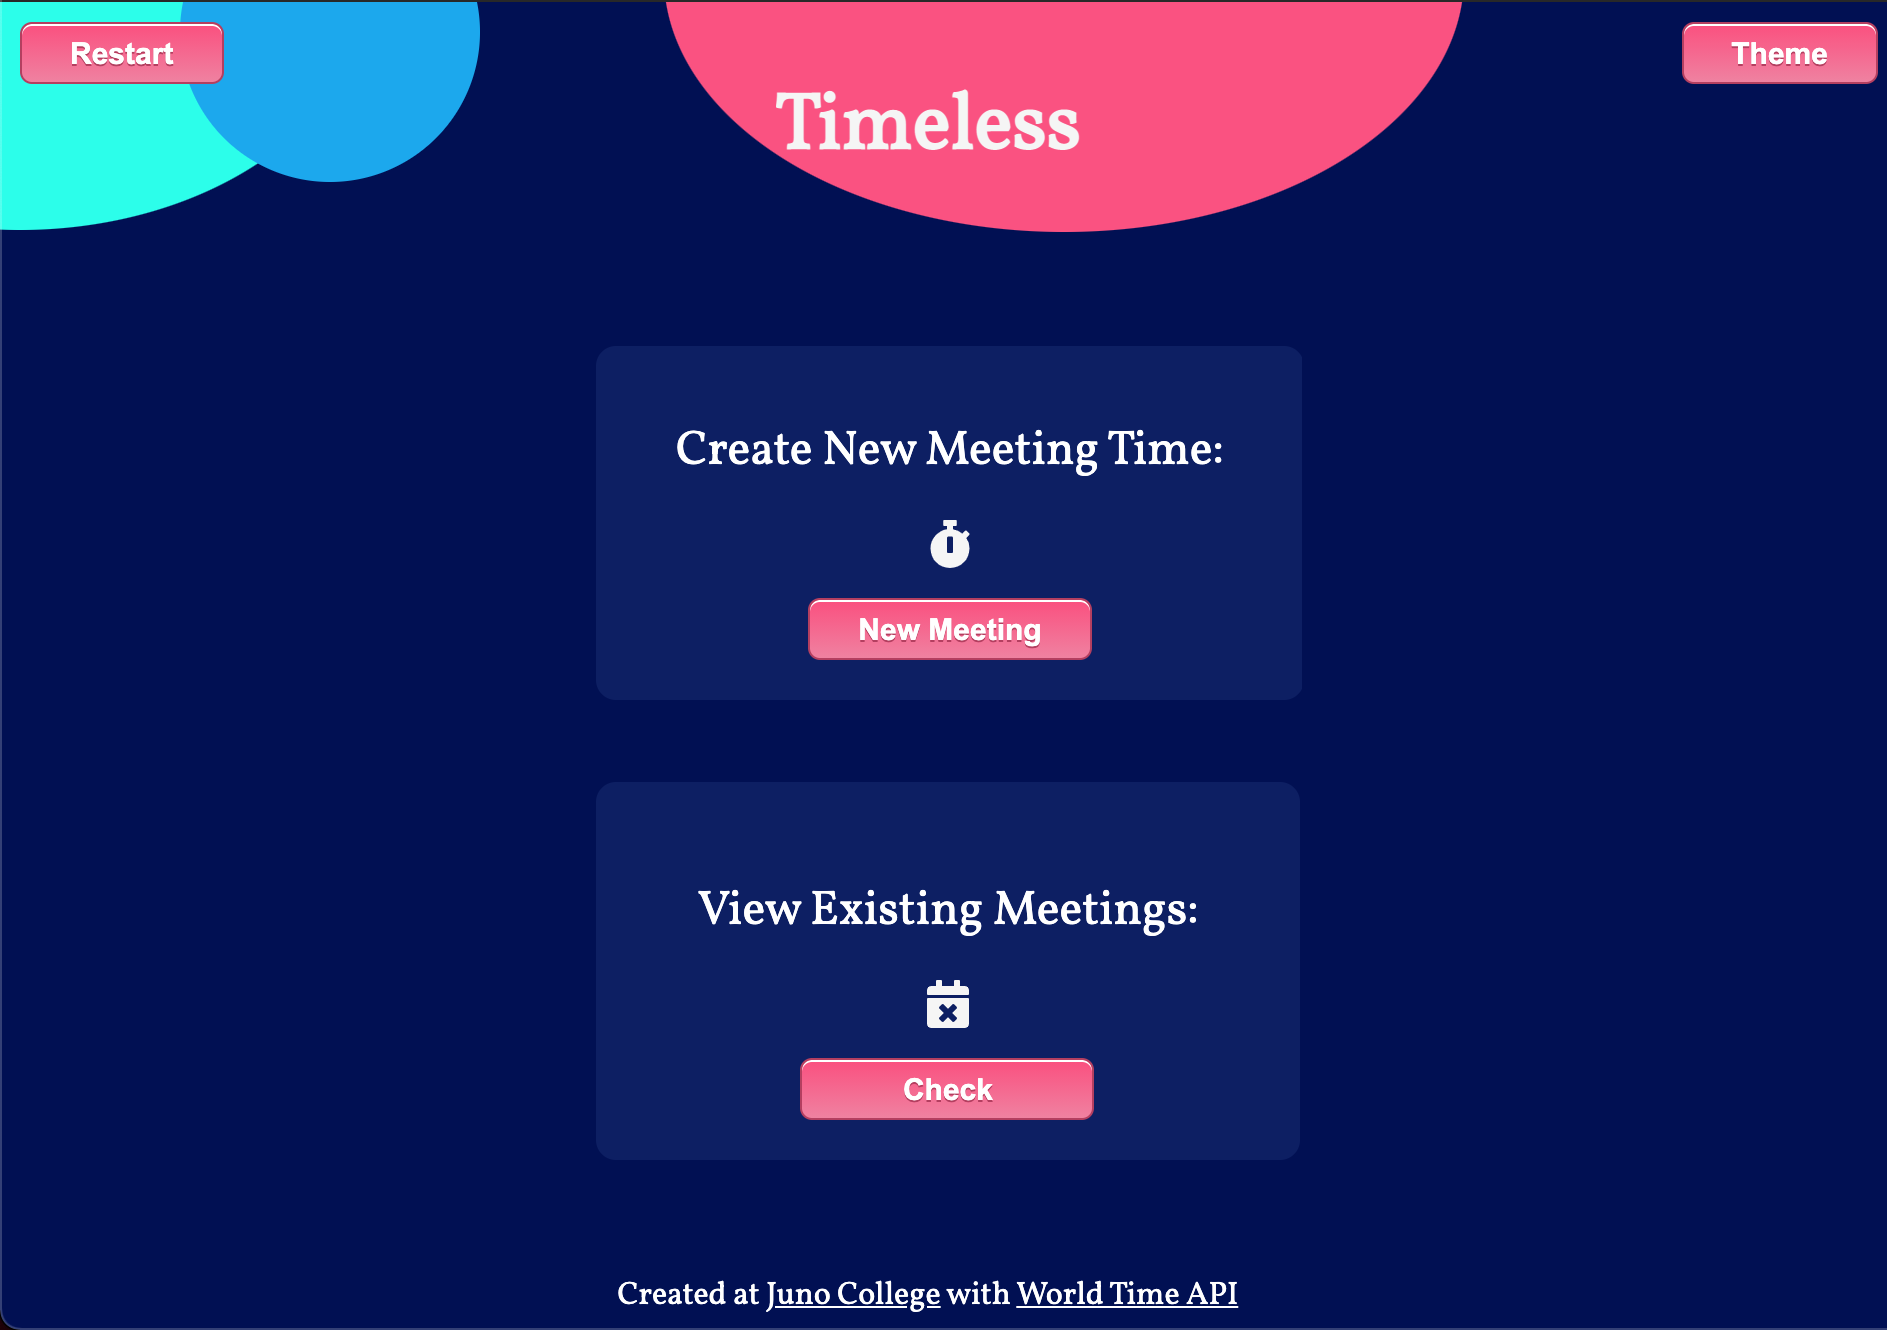 Restart
Theme
Timeless
Create New Meeting Time:
New Meeting
View Existing Meetings:
Check
Created at Juno College with World Time API